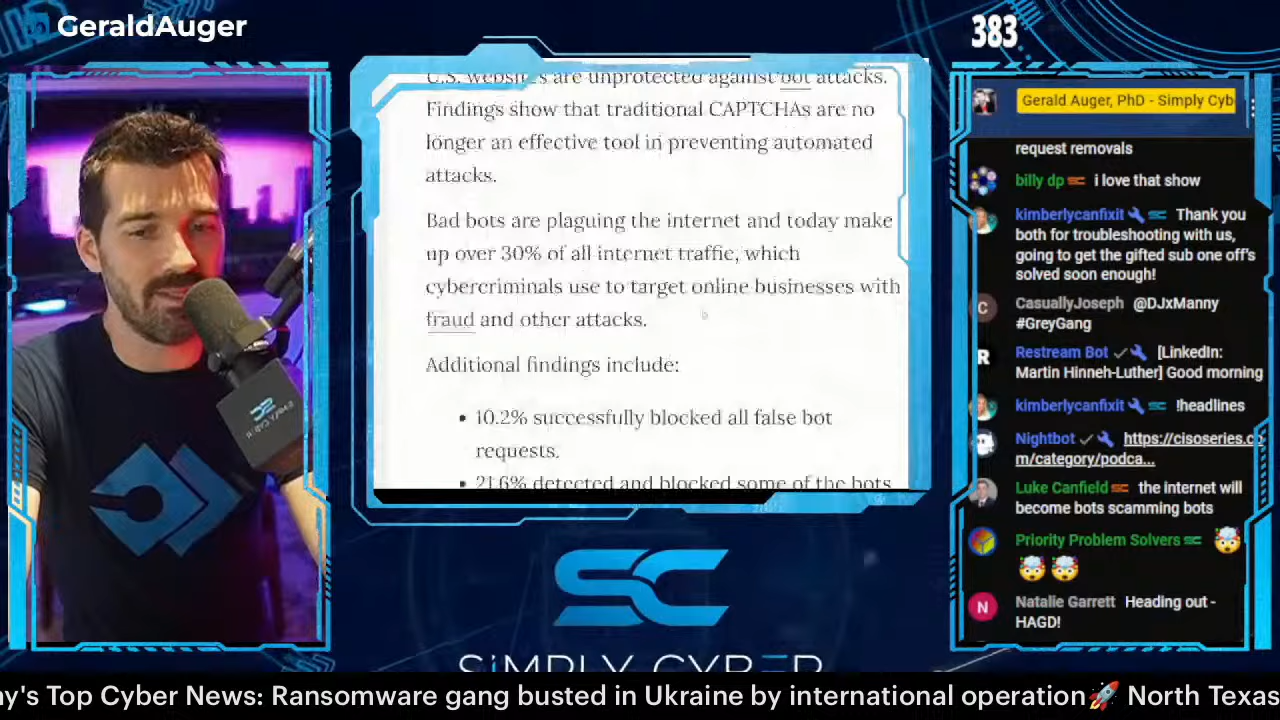 GeraldAuger
383
U.S. websites are unprotected against bot attacks.
Findings show that traditional CAPTCHAs are no
longer an effective tool in preventing automated
attacks.
Bad bots are plaguing the internet and today make
up over 30% of all internet traffic, which
cybercriminals use to target online businesses with
fraud and other attacks.
Additional findings include:
• 10.2% successfully blocked all false bot
requests.
• 21.6% detected and blocked some of the bots
Gerald Auger, PhD - Simply Cyb
request removals
billy dp i love that show
kimberlycanfixit Thank you
both for troubleshooting with us,
going to get the gifted sub one off's
solved soon enough!
C CasuallyJoseph @DJxManny
#GreyGang
R Restream Bot [LinkedIn:
Martin Hinneh-Luther] Good morning
kimberlycanfixit !headlines
Nightbot https://cisoseries.co
m/category/podca...
Luke Canfield the internet will
become bots scamming bots
Priority Problem Solvers 🤯
🤯🤯
N Natalie Garrett Heading out -
HAGD!
SC
SIMPLY CYBER
ay's Top Cyber News: Ransomware gang busted in Ukraine by international operation🚀 North Texas